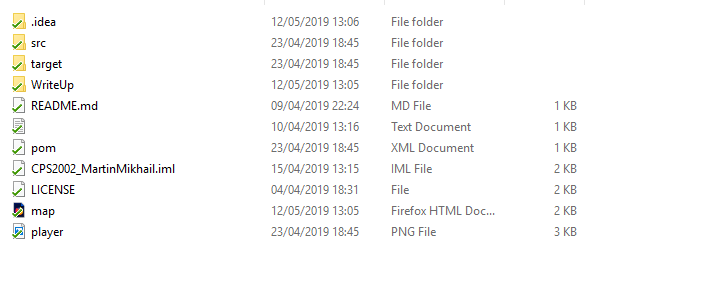 .idea 12/05/2019 13:06 File folder
src 23/04/2019 18:45 File folder
target 23/04/2019 18:45 File folder
WriteUp 12/05/2019 13:05 File folder
README.md 09/04/2019 22:24 MD File 1 KB
10/04/2019 13:16 Text Document 1 KB
pom 23/04/2019 18:45 XML Document 1 KB
CPS2002_MartinMikhail.iml 15/04/2019 13:15 IML File 2 KB
LICENSE 04/04/2019 18:31 File 2 KB
map 12/05/2019 13:05 Firefox HTML Doc... 2 KB
player 23/04/2019 18:45 PNG File 3 KB